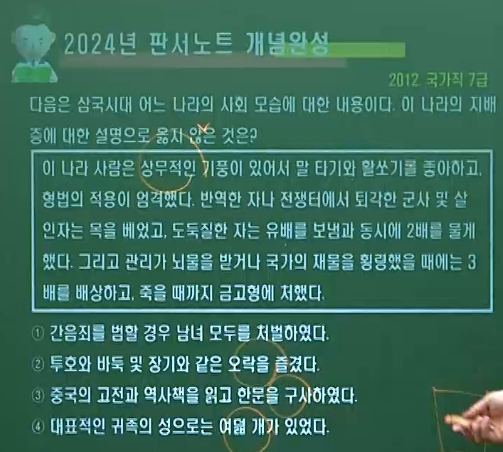 2024년 판서노트 개념완성
2012. 국가직 7급
다음은 삼국시대 어느 나라의 사회 모습에 대한 내용이다. 이 나라의 지배
층에 대한 설명으로 옳지 않은 것은?
이 나라 사람은 상무적인 기풍이 있어서 말 타기와 활쏘기를 좋아하고,
형법의 적용이 엄격했다. 반역한 자나 전쟁터에서 퇴각한 군사 및 살
인자는 목을 베었고, 도둑질한 자는 유배를 보냄과 동시에 2배를 물게
했다. 그리고 관리가 뇌물을 받거나 국가의 재물을 횡령했을 때에는 3
배를 배상하고, 죽을 때까지 금고형에 처했다.
① 간음죄를 범할 경우 남녀 모두를 처벌하였다.
② 투호와 바둑 및 장기와 같은 오락을 즐겼다.
③ 중국의 고전과 역사책을 읽고 한문을 구사하였다.
④ 대표적인 귀족의 성으로는 여덟 개가 있었다.